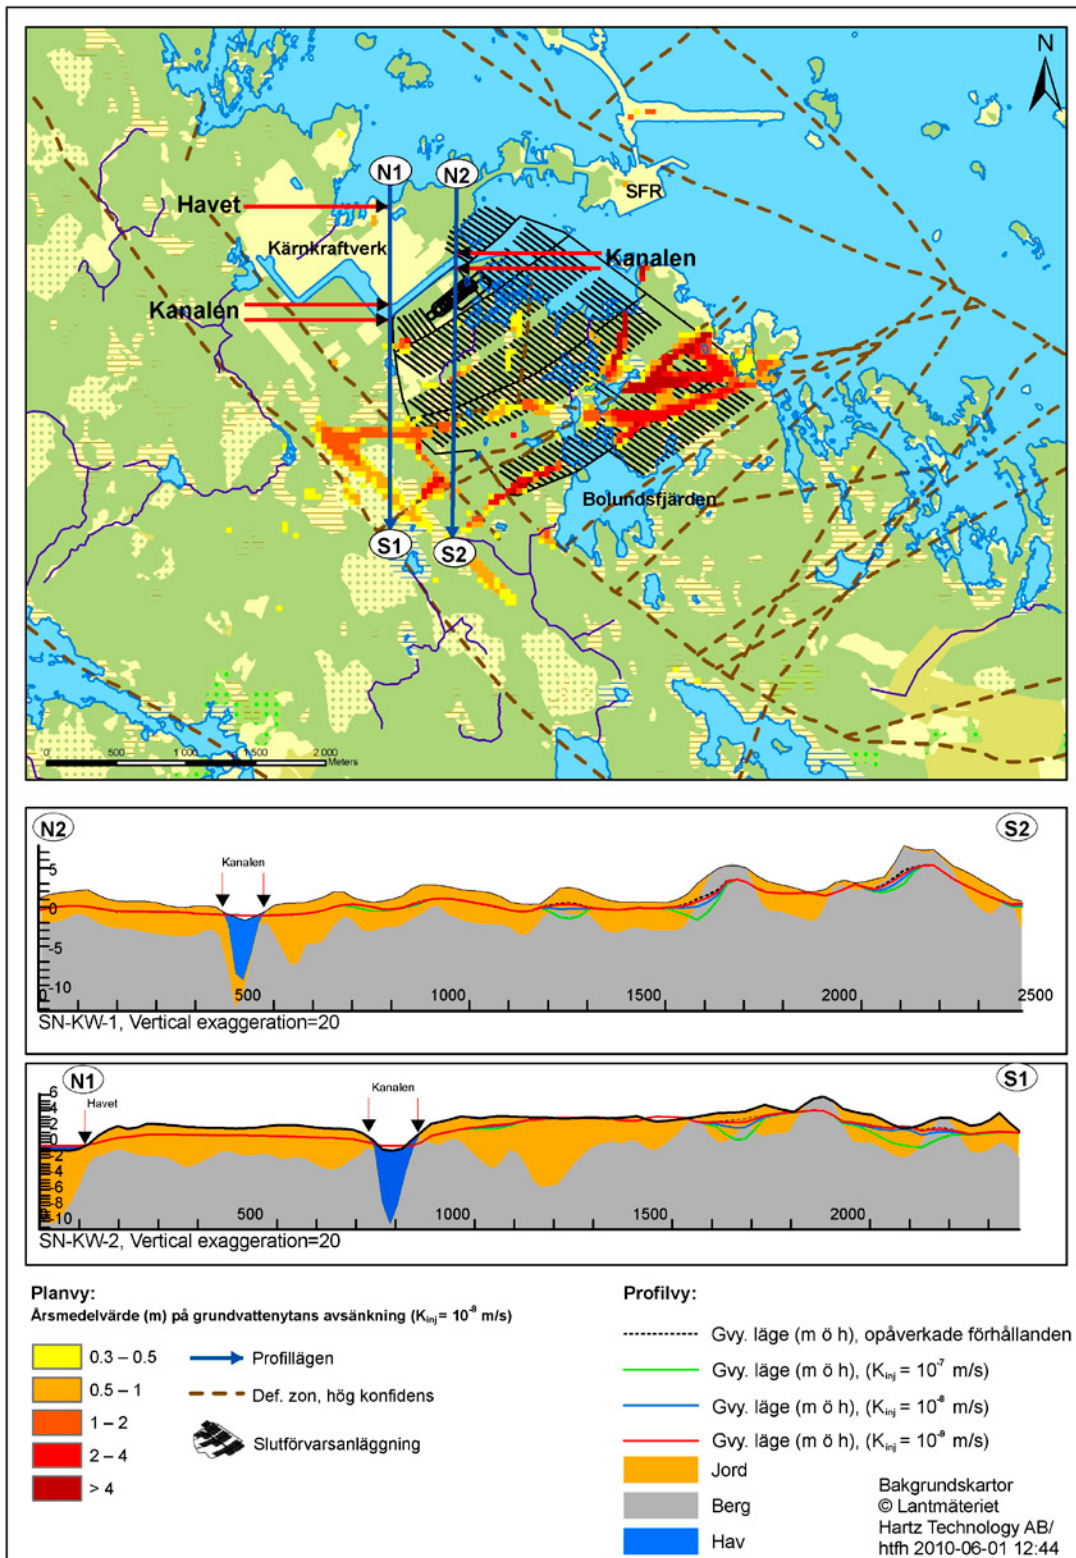 N
N1
N2
SFR
Havet
Kärnkraftverk
Kanalen
Kanalen
S1
S2
Bolundsfjärden
0 500 1 000 1 500 2 000
Meters
N2
S2
Kanalen
5
0
-5
-10
0 500 1000 1500 2000 2500
SN-KW-1, Vertical exaggeration=20
N1
S1
Havet
Kanalen
6
4
2
0
-2
-4
-6
-8
-10
0 500 1000 1500 2000
SN-KW-2, Vertical exaggeration=20
Planvy:
Årsmedelvärde (m) på grundvattenytans avsänkning (Kinj = 10⁻⁸ m/s)
0.3 – 0.5
0.5 – 1
1 – 2
2 – 4
> 4
Profillägen
Def. zon, hög konfidens
Slutförvarsanläggning
Profilvy:
Gvy. läge (m ö h), opåverkade förhållanden
Gvy. läge (m ö h), (Kinj = 10⁻⁷ m/s)
Gvy. läge (m ö h), (Kinj = 10⁻⁸ m/s)
Gvy. läge (m ö h), (Kinj = 10⁻⁹ m/s)
Jord
Berg
Hav
Bakgrundskartor
© Lantmäteriet
Hartz Technology AB/
htfh 2010-06-01 12:44